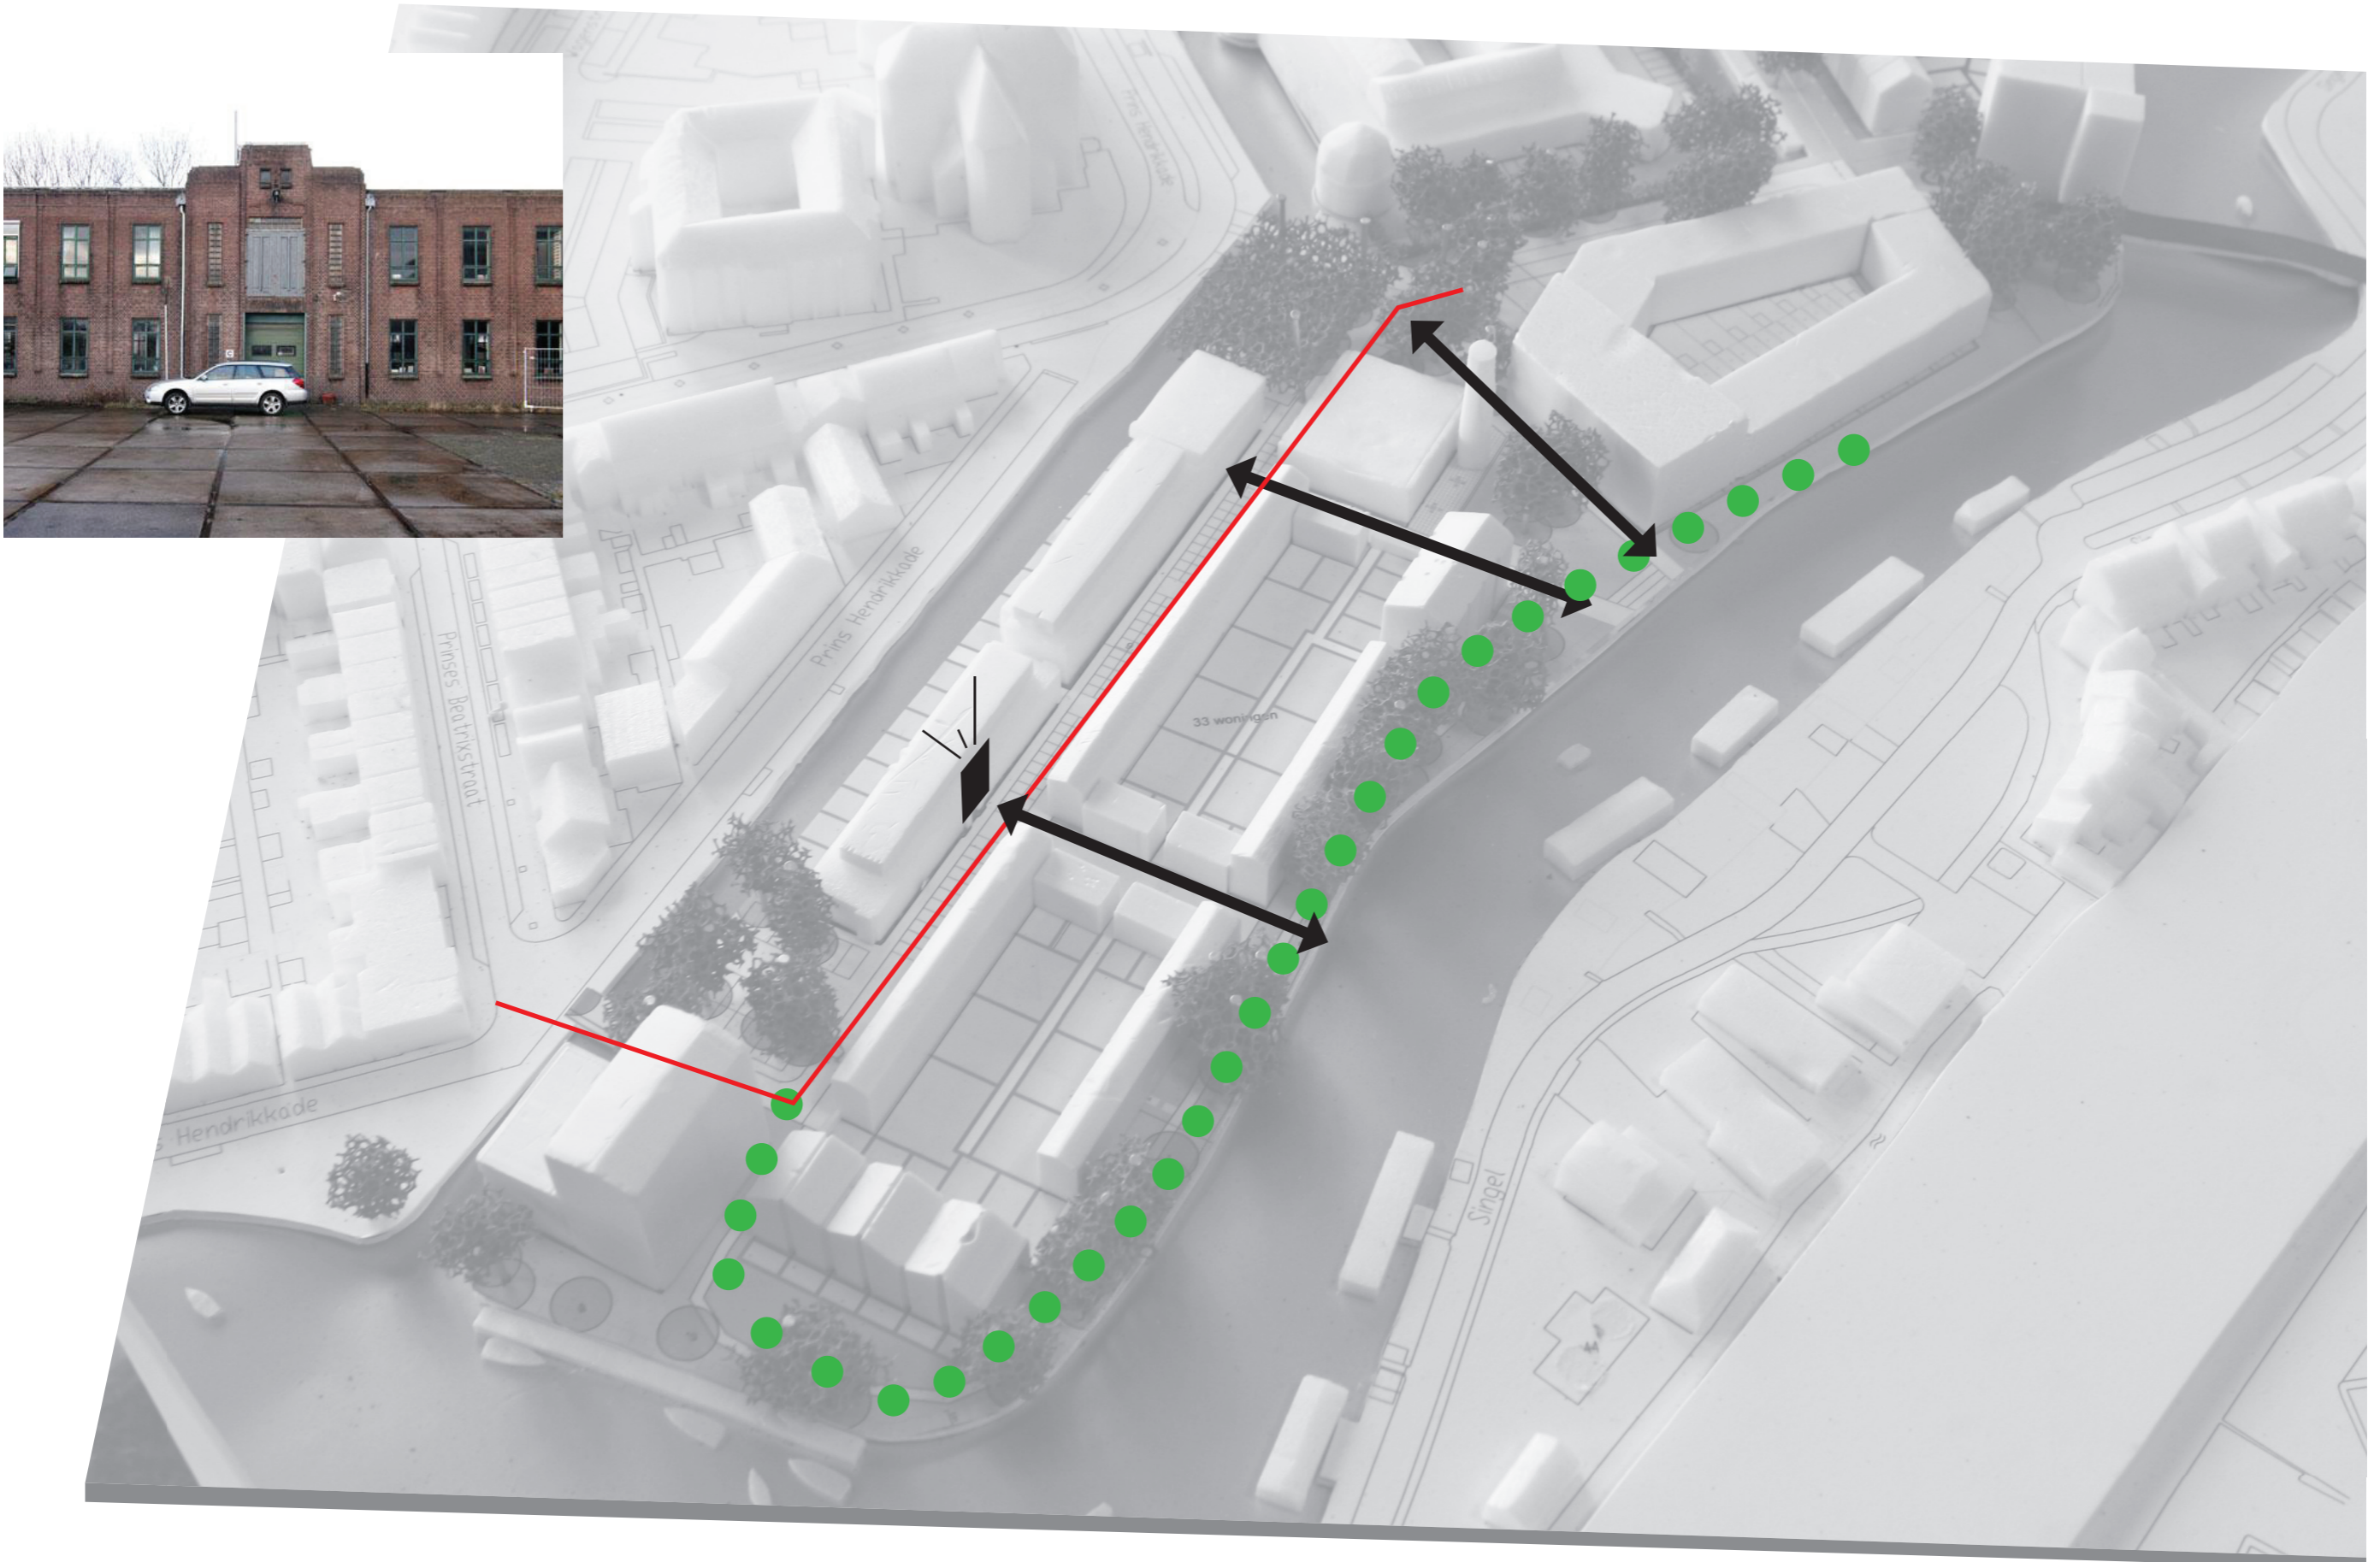 Prins Hendrikkade
Prins Hendrikkade
Prinses Beatrixstraat
33 woningen
s Hendrikkade
Singel